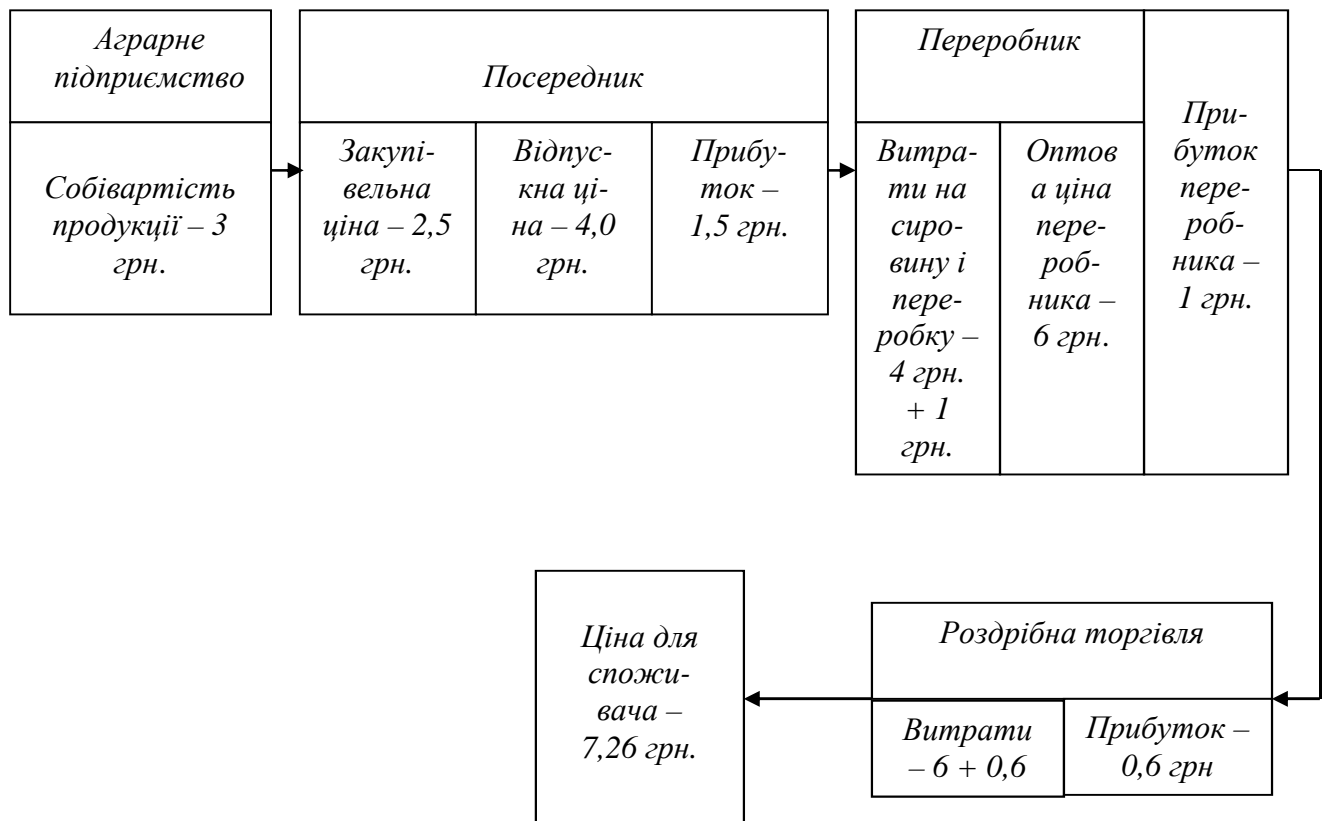 Аграрне
підприємство
Собівартість
продукції – 3
грн.
Посередник
Закупі-
вельна
ціна – 2,5
грн.
Відпус-
кна ці-
на – 4,0
грн.
Прибу-
ток –
1,5 грн.
Переробник
Витра-
ти на
сиро-
вину і
пере-
робку –
4 грн.
+ 1
грн.
Оптов
а ціна
пере-
роб-
ника –
6 грн.
При-
буток
пере-
роб-
ника –
1 грн.
Роздрібна торгівля
Витрати
– 6 + 0,6
Прибуток –
0,6 грн
Ціна для
спожи-
вача –
7,26 грн.